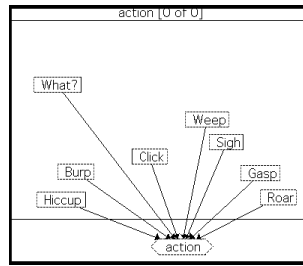 action [0 of 0]
What?
Weep
Sigh
Click
Burp
Gasp
Hiccup
Roar
action